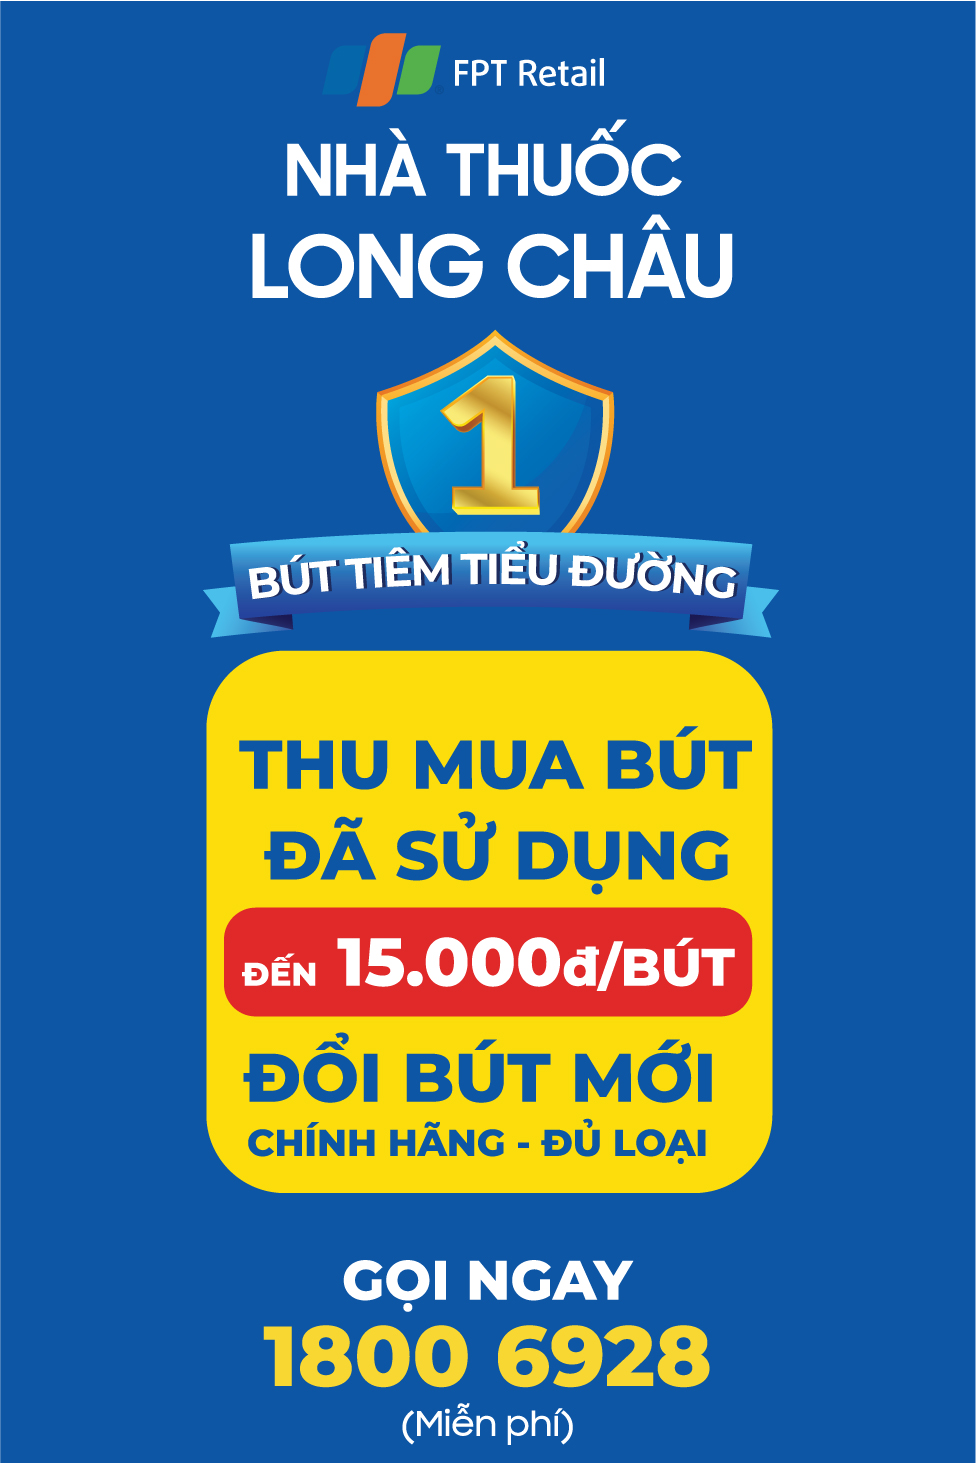 FPT Retail
NHÀ THUỐC
LONG CHÂU
1
BÚT TIÊM TIỂU ĐƯỜNG
THU MUA BÚT
ĐÃ SỬ DỤNG
ĐẾN 15.000đ/BÚT
ĐỔI BÚT MỚI
CHÍNH HÃNG - ĐỦ LOẠI
GỌI NGAY
1800 6928
(Miễn phí)